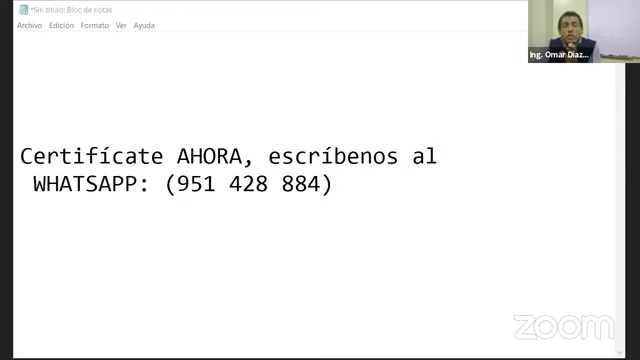 *Sin título: Bloc de notas
Archivo Edición Formato Ver Ayuda
Ing. Omar Diaz...
Certifícate AHORA, escríbenos al
WHATSAPP: (951 428 884)
zoom